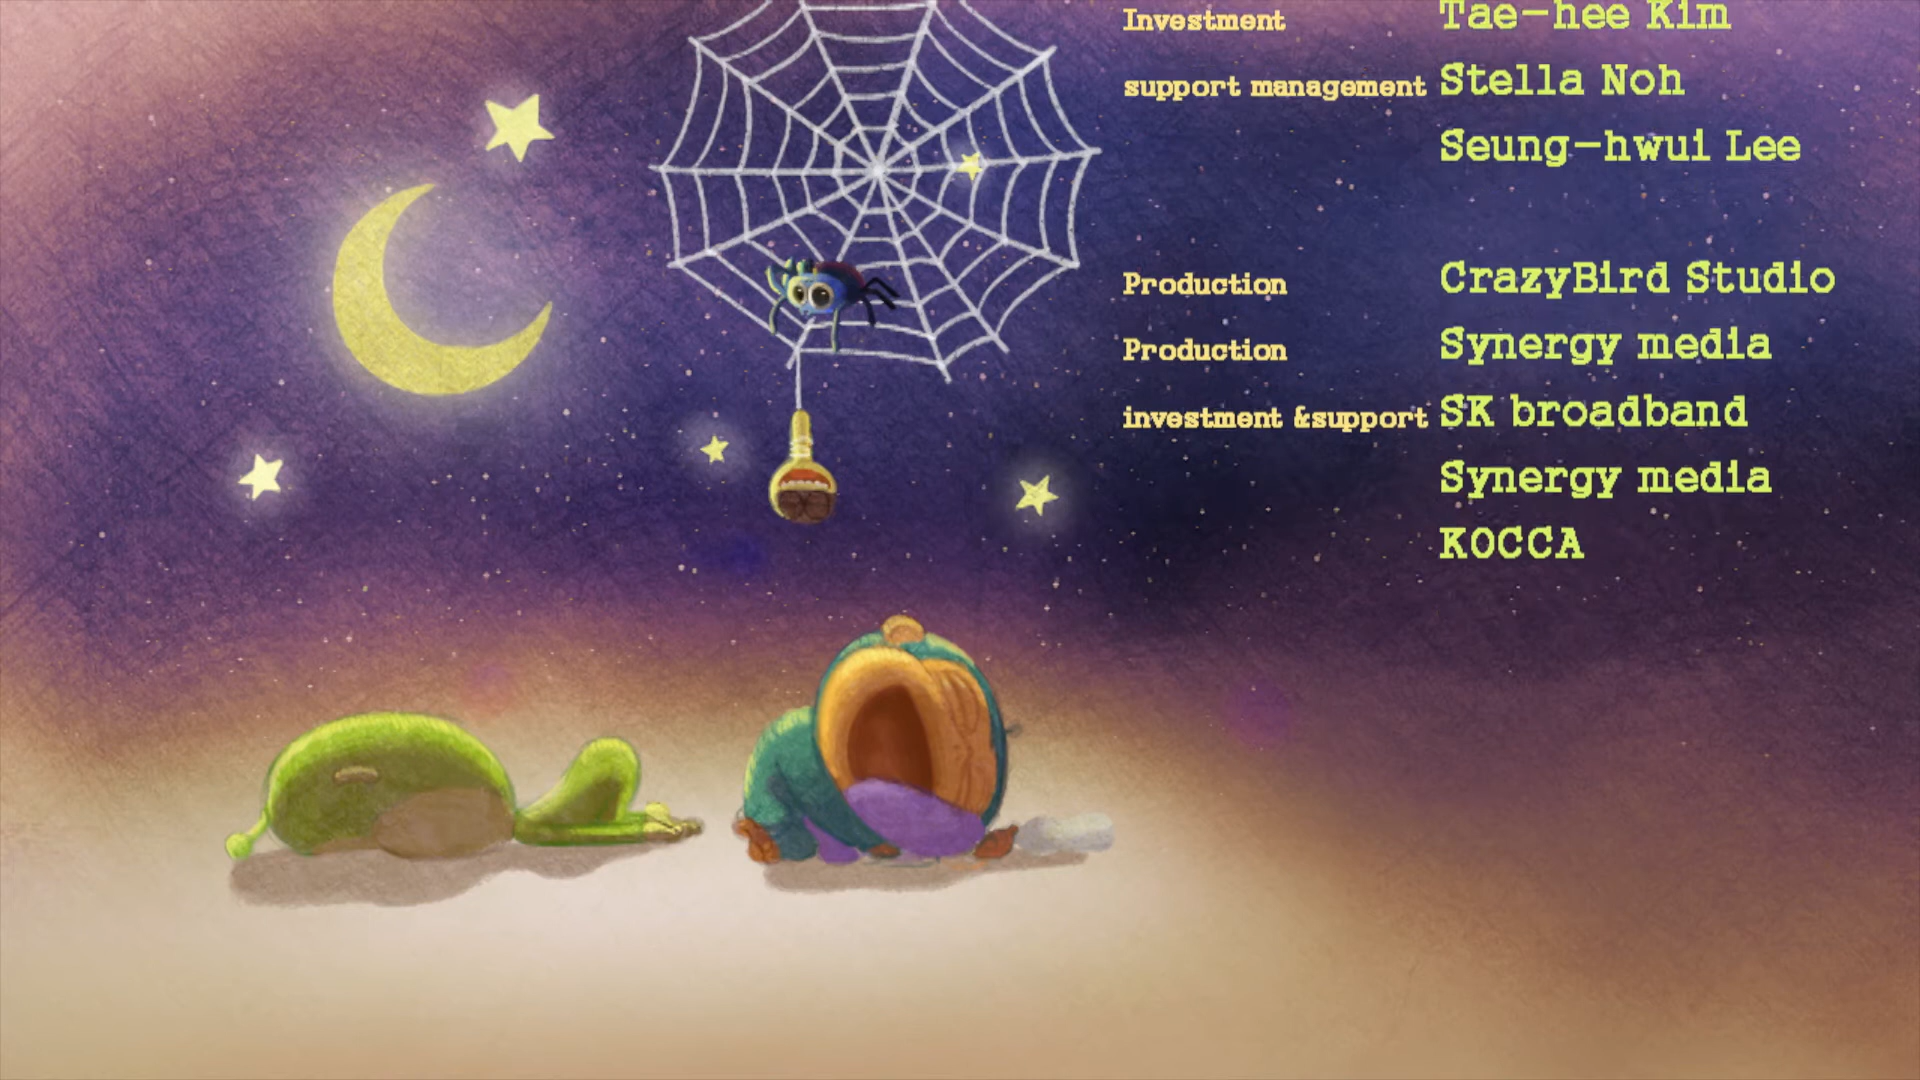 Investment Tae-hee Kim
support management Stella Noh
Seung-hwui Lee
Production CrazyBird Studio
Production Synergy media
investment &support SK broadband
Synergy media
KOCCA